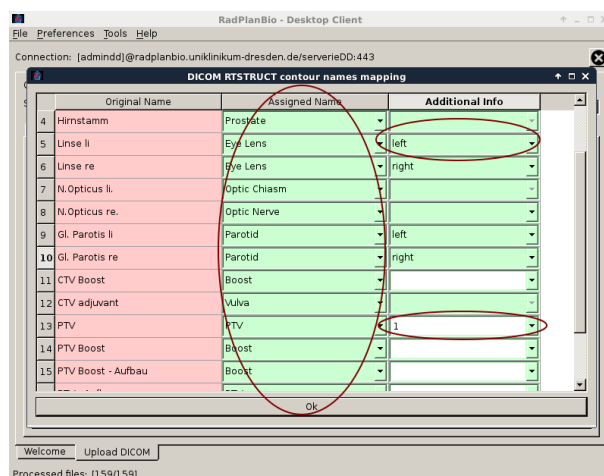 RadPlanBio - Desktop Client
File Preferences Tools Help
Connection: [admindd]@radplanbio.uniklinikum-dresden.de/serverieDD:443
DICOM RTSTRUCT contour names mapping
Original Name Assigned Name Additional Info
4 Hirnstamm Prostate
5 Linse li Eye Lens left
6 Linse re Eye Lens right
7 N.Opticus li. Optic Chiasm
8 N.Opticus re. Optic Nerve
9 Gl. Parotis li Parotid left
10 Gl. Parotis re Parotid right
11 CTV Boost Boost
12 CTV adjuvant Vulva
13 PTV PTV 1
14 PTV Boost Boost
15 PTV Boost - Aufbau Boost
Ok
Welcome Upload DICOM
Processed files: [159/159]